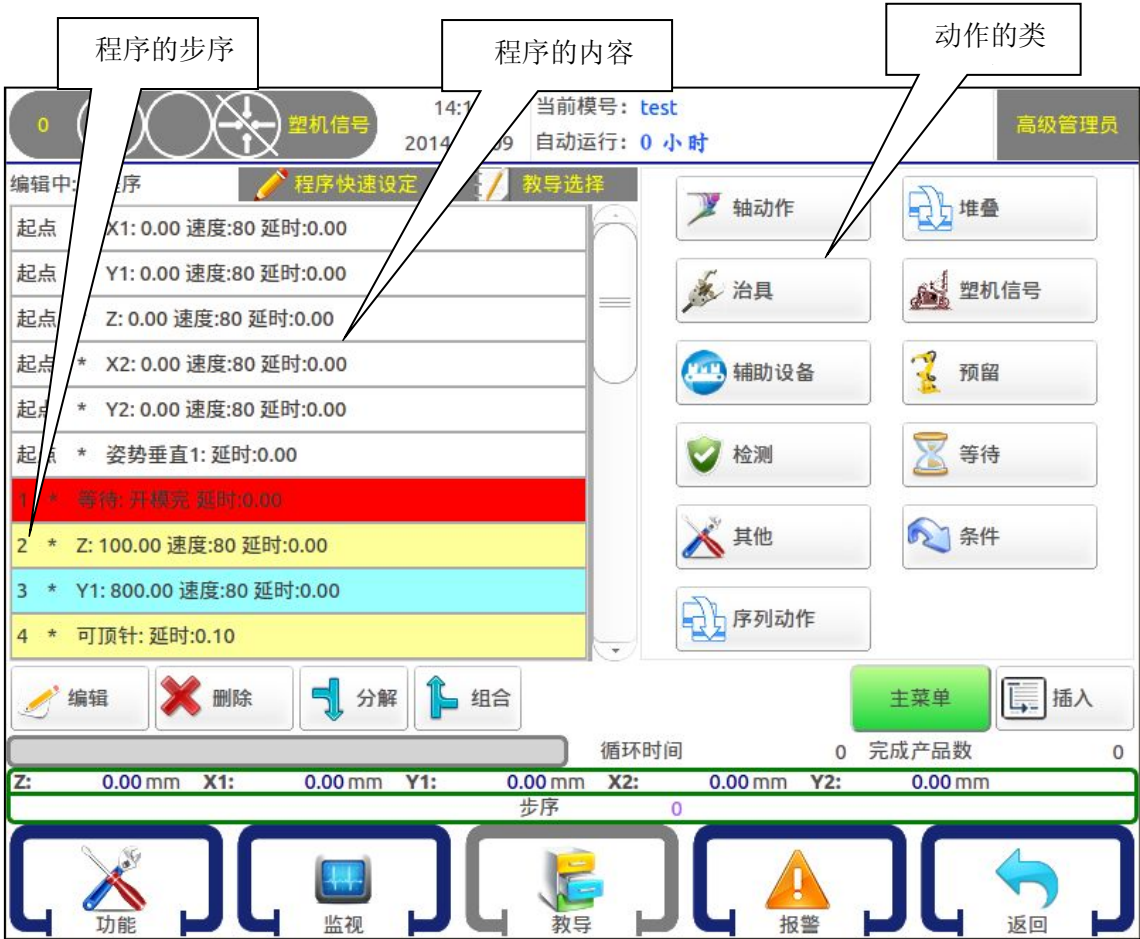 程序的步序
程序的内容
动作的类
0
塑机信号
14:1
2014
09
当前模号: test
自动运行: 0 小时
高级管理员
编辑中:
序
程序快速设定
教导选择
起点 X1: 0.00 速度:80 延时:0.00
起点 Y1: 0.00 速度:80 延时:0.00
起点 Z: 0.00 速度:80 延时:0.00
起点 * X2: 0.00 速度:80 延时:0.00
起点 * Y2: 0.00 速度:80 延时:0.00
起点 * 姿势垂直1: 延时:0.00
1 * 等待: 开模完 延时:0.00
2 * Z: 100.00 速度:80 延时:0.00
3 * Y1: 800.00 速度:80 延时:0.00
4 * 可顶针: 延时:0.10
轴动作
堆叠
治具
塑机信号
辅助设备
预留
检测
等待
其他
条件
序列动作
编辑
删除
分解
组合
主菜单
插入
循环时间 0 完成产品数 0
Z: 0.00 mm X1: 0.00 mm Y1: 0.00 mm X2: 0.00 mm Y2: 0.00 mm
步序 0
功能
监视
教导
报警
返回